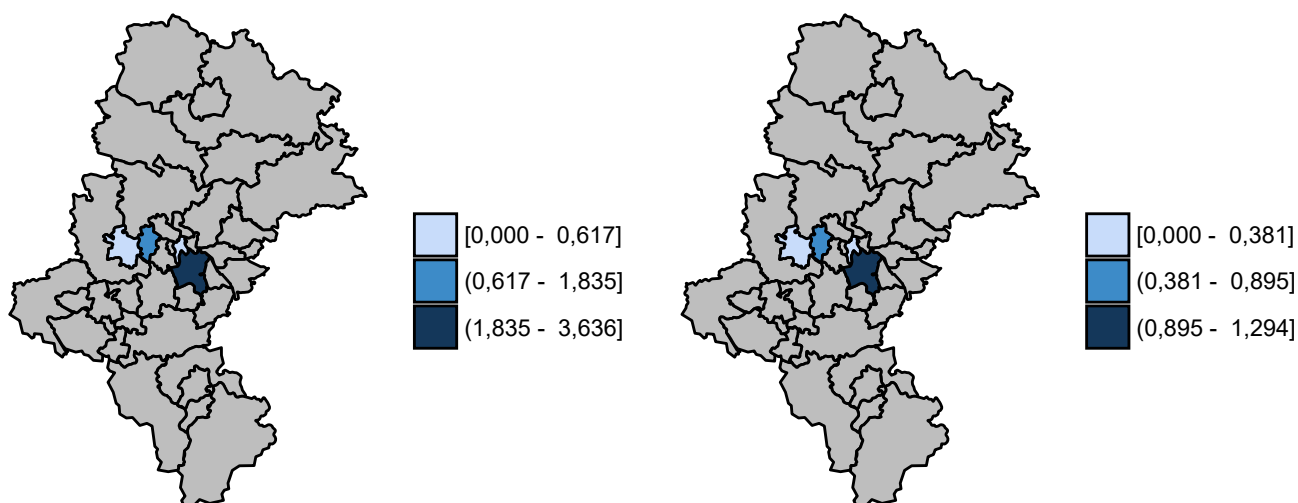 [0,000 - 0,617]
(0,617 - 1,835]
(1,835 - 3,636]
[0,000 - 0,381]
(0,381 - 0,895]
(0,895 - 1,294]